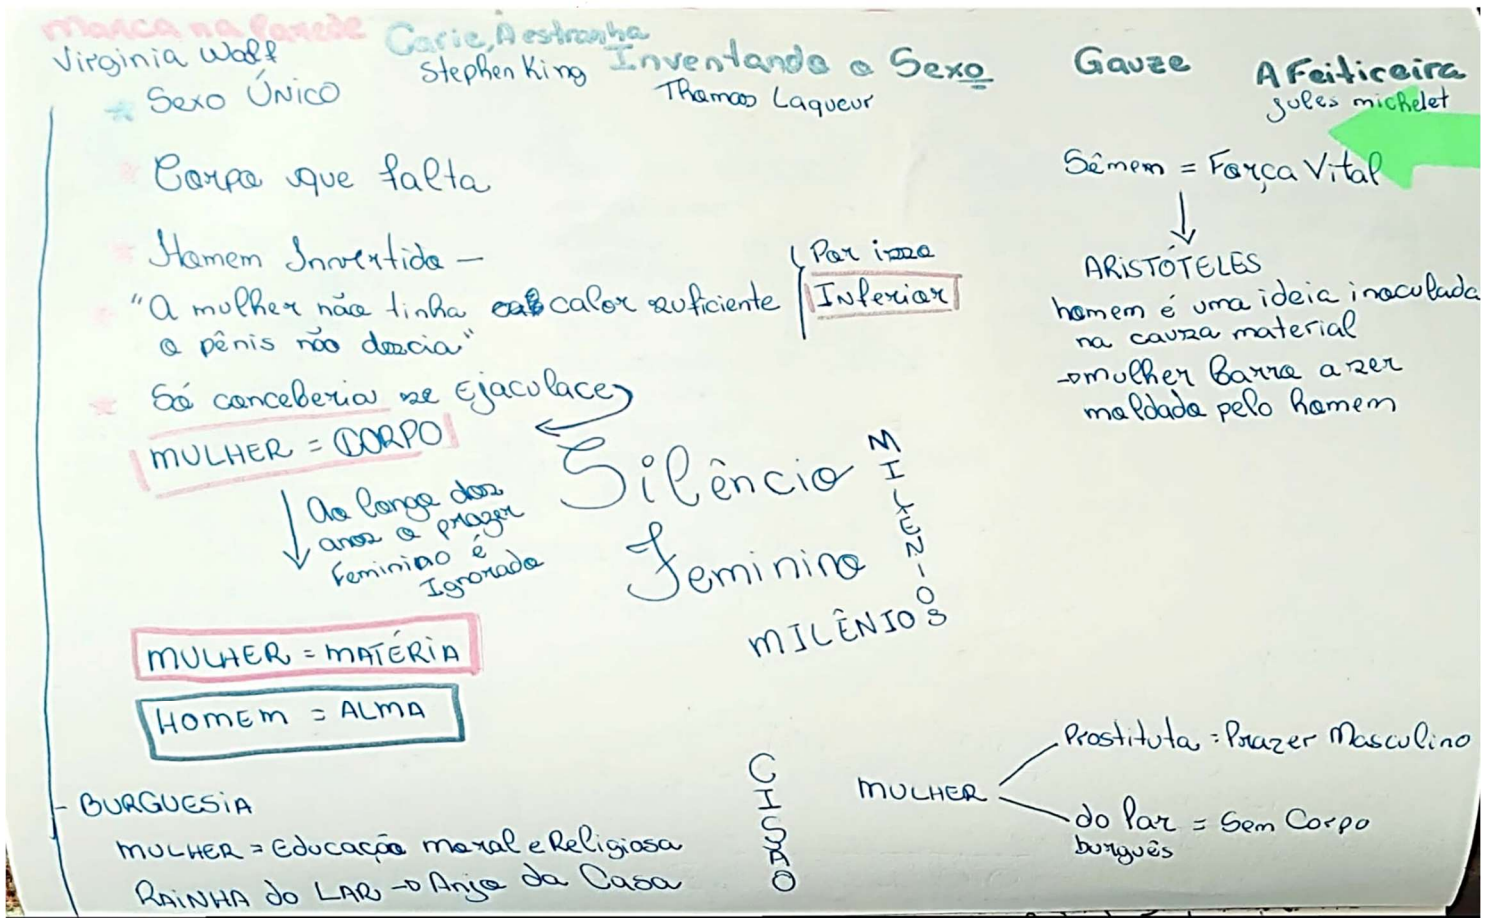 Marca na Parede
Virginia Wolf
Carie, A estranha
Stephen King
Inventando o Sexo
Thomas Laqueur
Gauze
A Feiticeira
Jules michelet
Sexo Único
Corpo que falta
Homem Invertido -
"A mulher não tinha calor suficiente
o pênis não descia"
Por isso
Inferior
Só conceberia se Ejaculace
MULHER = CORPO
Ao longo dos
anos o prazer
Feminino é
Ignorado
Silêncio
Feminino
MILÊNIOS
MILÊNIOS
Sêmem = Força Vital
ARISTÓTELES
homem é uma ideia inoculada
na causa material
→ mulher Barro a ser
moldada pelo homem
MULHER = MATÉRIA
HOMEM = ALMA
- BURGUESIA
MULHER = Educação moral e Religiosa
RAINHA do LAR → Anjo da Casa
CISÃO
MULHER
Prostituta = Prazer Masculino
do Lar = Sem Corpo
burguês